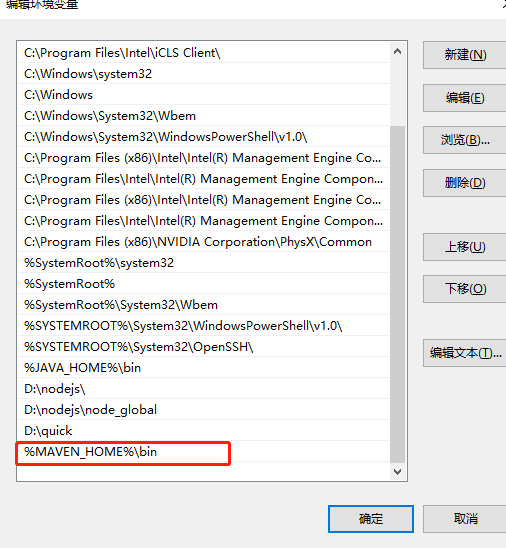 编辑环境变量
C:\Program Files\Intel\iCLS Client\
C:\Windows\system32
C:\Windows
C:\Windows\System32\Wbem
C:\Windows\System32\WindowsPowerShell\v1.0\
C:\Program Files (x86)\Intel\Intel(R) Management Engine Co...
C:\Program Files\Intel\Intel(R) Management Engine Compon...
C:\Program Files (x86)\Intel\Intel(R) Management Engine Co...
C:\Program Files\Intel\Intel(R) Management Engine Compon...
C:\Program Files (x86)\NVIDIA Corporation\PhysX\Common
%SystemRoot%\system32
%SystemRoot%
%SystemRoot%\System32\Wbem
%SYSTEMROOT%\System32\WindowsPowerShell\v1.0\
%SYSTEMROOT%\System32\OpenSSH\
%JAVA_HOME%\bin
D:\nodejs\
D:\nodejs\node_global
D:\quick
%MAVEN_HOME%\bin
新建(N)
编辑(E)
浏览(B)...
删除(D)
上移(U)
下移(O)
编辑文本(T)...
确定
取消